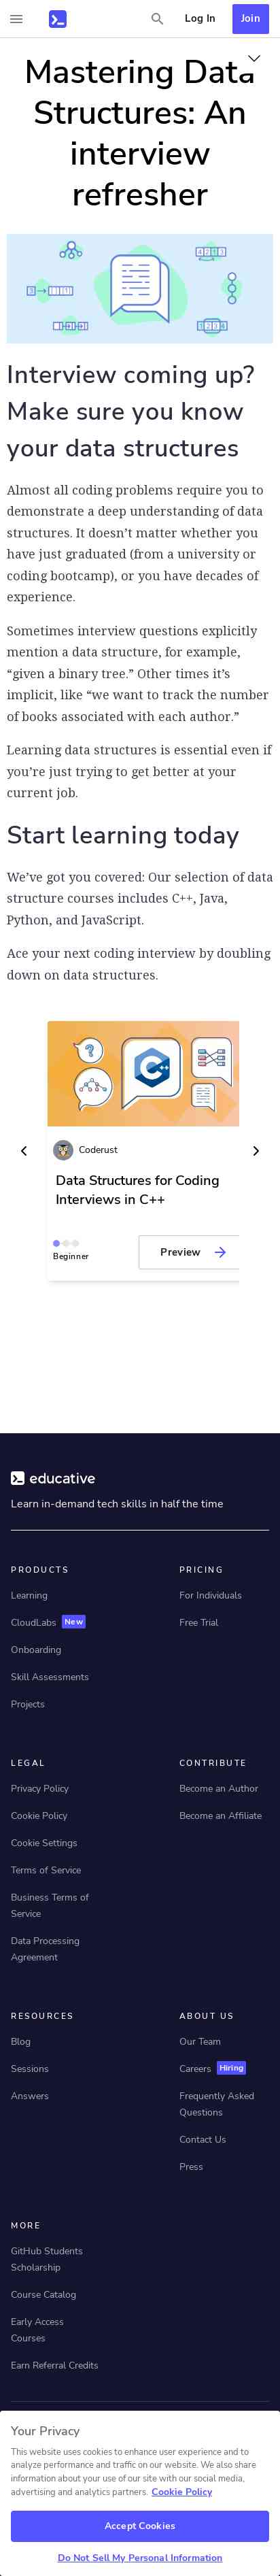 Log In
Join
Mastering Data
Structures: An
interview
refresher
Interview coming up?
Make sure you know
your data structures
Almost all coding problems require you to
demonstrate a deep understanding of data
structures. It doesn't matter whether you
have just graduated (from a university or
coding bootcamp), or you have decades of
experience.
Sometimes interview questions explicitly
mention a data structure, for example,
“given a binary tree.” Other times it's
implicit, like “we want to track the number
of books associated with each author.”
Learning data structures is essential even if
you're just trying to get better at your
current job.
Start learning today
We've got you covered: Our selection of data
structure courses includes C++, Java,
Python, and JavaScript.
Ace your next coding interview by doubling
down on data structures.
C++
Coderust
Data Structures for Coding
Interviews in C++
Beginner
Preview
educative
Learn in-demand tech skills in half the time
PRODUCTS
Learning
CloudLabs New
Onboarding
Skill Assessments
Projects
PRICING
For Individuals
Free Trial
LEGAL
Privacy Policy
Cookie Policy
Cookie Settings
Terms of Service
Business Terms of
Service
Data Processing
Agreement
CONTRIBUTE
Become an Author
Become an Affiliate
RESOURCES
Blog
Sessions
Answers
ABOUT US
Our Team
Careers Hiring
Frequently Asked
Questions
Contact Us
Press
MORE
GitHub Students
Scholarship
Course Catalog
Early Access
Courses
Earn Referral Credits
Your Privacy
This website uses cookies to enhance user experience and to
analyze performance and traffic on our website. We also share
information about your use of our site with our social media,
advertising and analytics partners. Cookie Policy
Accept Cookies
Do Not Sell My Personal Information